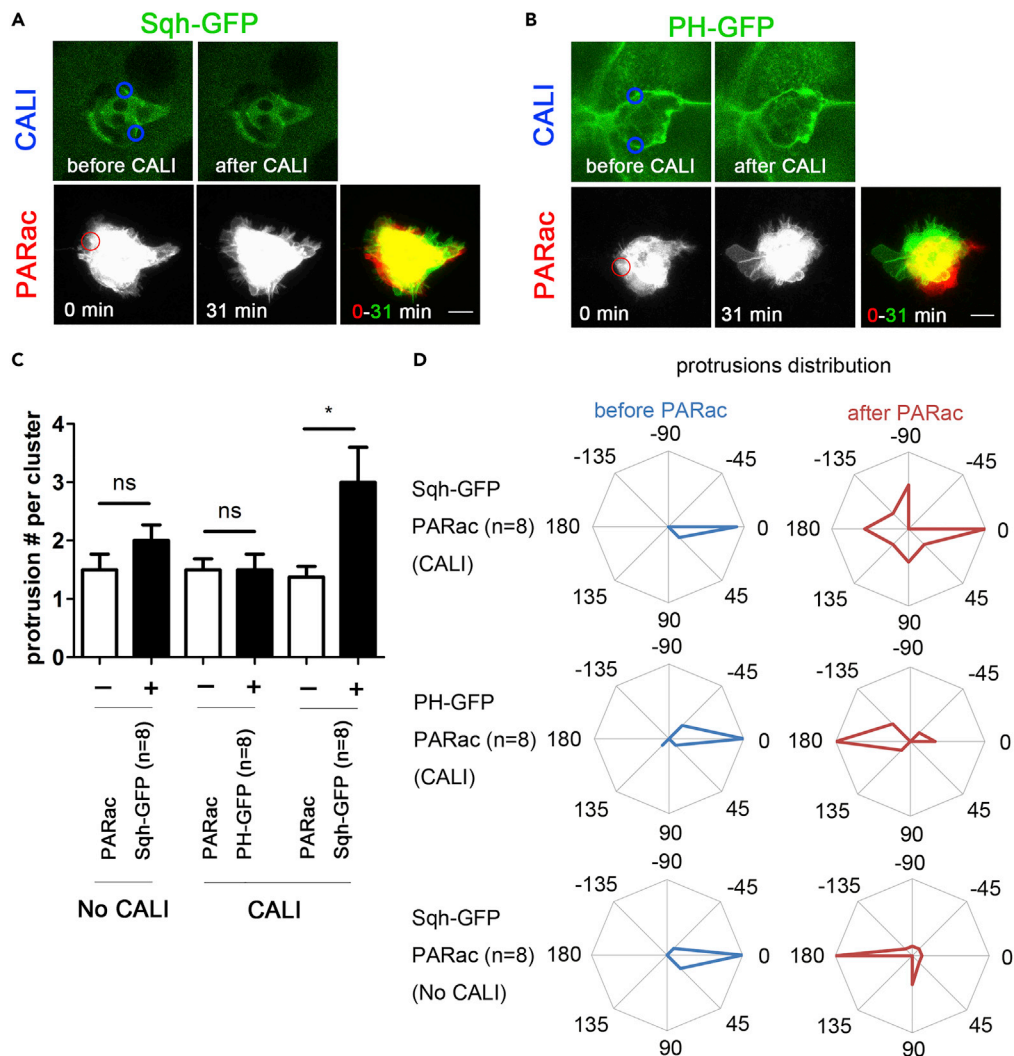 A
Sqh-GFP
CALI
before CALI
after CALI
PARac
0 min
31 min
0-31 min
B
PH-GFP
CALI
before CALI
after CALI
PARac
0 min
31 min
0-31 min
C
protrusion # per cluster
4
3
2
1
0
ns
ns
*
− + − + − +
PARac
Sqh-GFP (n=8)
PARac
PH-GFP (n=8)
PARac
Sqh-GFP (n=8)
No CALI
CALI
D
protrusions distribution
before PARac
after PARac
Sqh-GFP
PARac (n=8)
(CALI)
-90
-135 -45
180 0
135 45
90
-90
-135 -45
180 0
135 45
90
PH-GFP
PARac (n=8)
(CALI)
-90
-135 -45
180 0
135 45
90
-90
-135 -45
180 0
135 45
90
Sqh-GFP
PARac (n=8)
(No CALI)
-90
-135 -45
180 0
135 45
90
-90
-135 -45
180 0
135 45
90